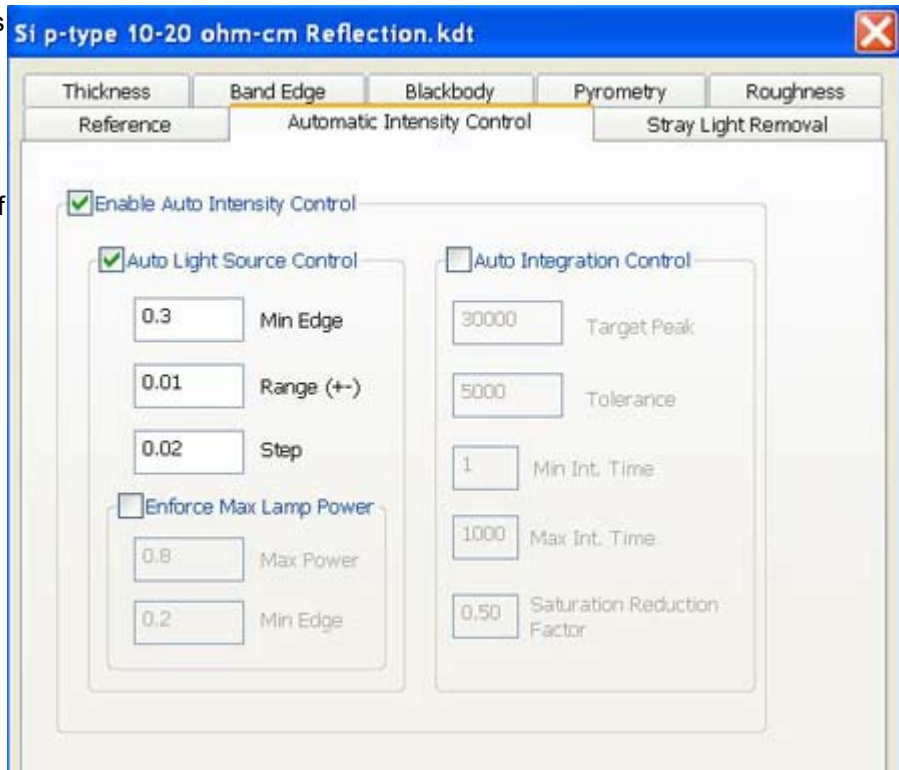 s
Si p-type 10-20 ohm-cm Reflection.kdt
Thickness Band Edge Blackbody Pyrometry Roughness
Reference Automatic Intensity Control Stray Light Removal
f
Enable Auto Intensity Control
Auto Light Source Control
0.3 Min Edge
0.01 Range (+-)
0.02 Step
Enforce Max Lamp Power
0.8 Max Power
0.2 Min Edge
Auto Integration Control
30000 Target Peak
5000 Tolerance
1 Min Int. Time
1000 Max Int. Time
0.50 Saturation Reduction
Factor